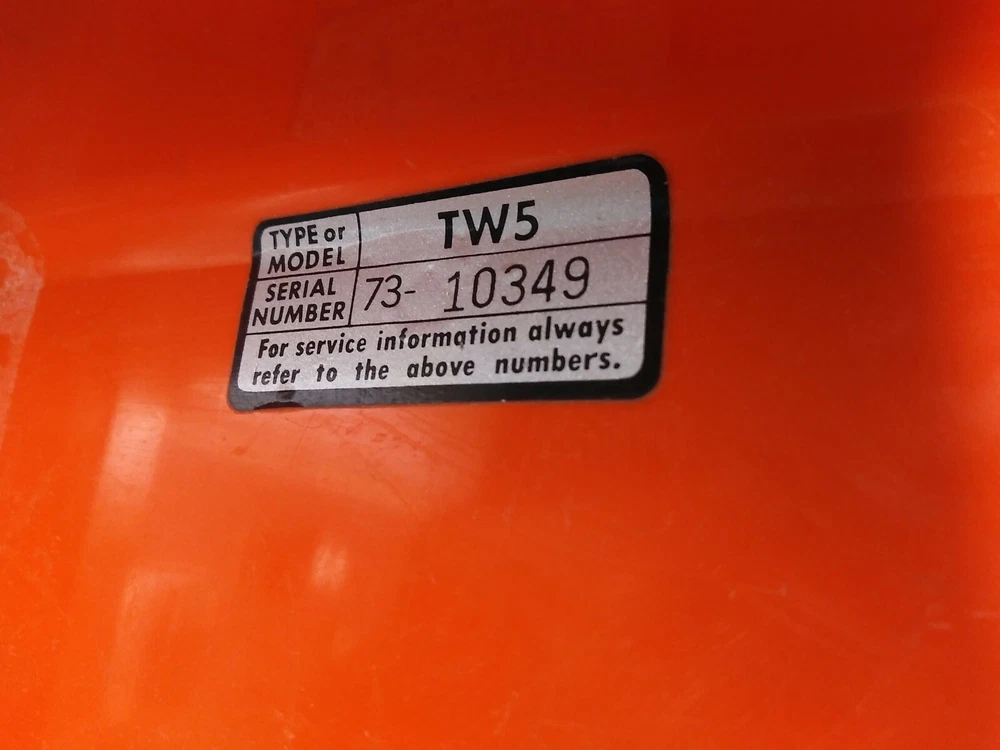 TYPE or MODEL TW5
SERIAL NUMBER 73- 10349
For service information always
refer to the above numbers.